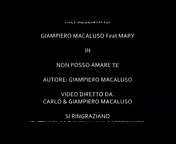 GIAMPIERO MACALUSO Feat MARY
IN
NON POSSO AMARE TE
AUTORE: GIAMPIERO MACALUSO
VIDEO DIRETTO DA:
CARLO & GIAMPIERO MACALUSO
SI RINGRAZIANO